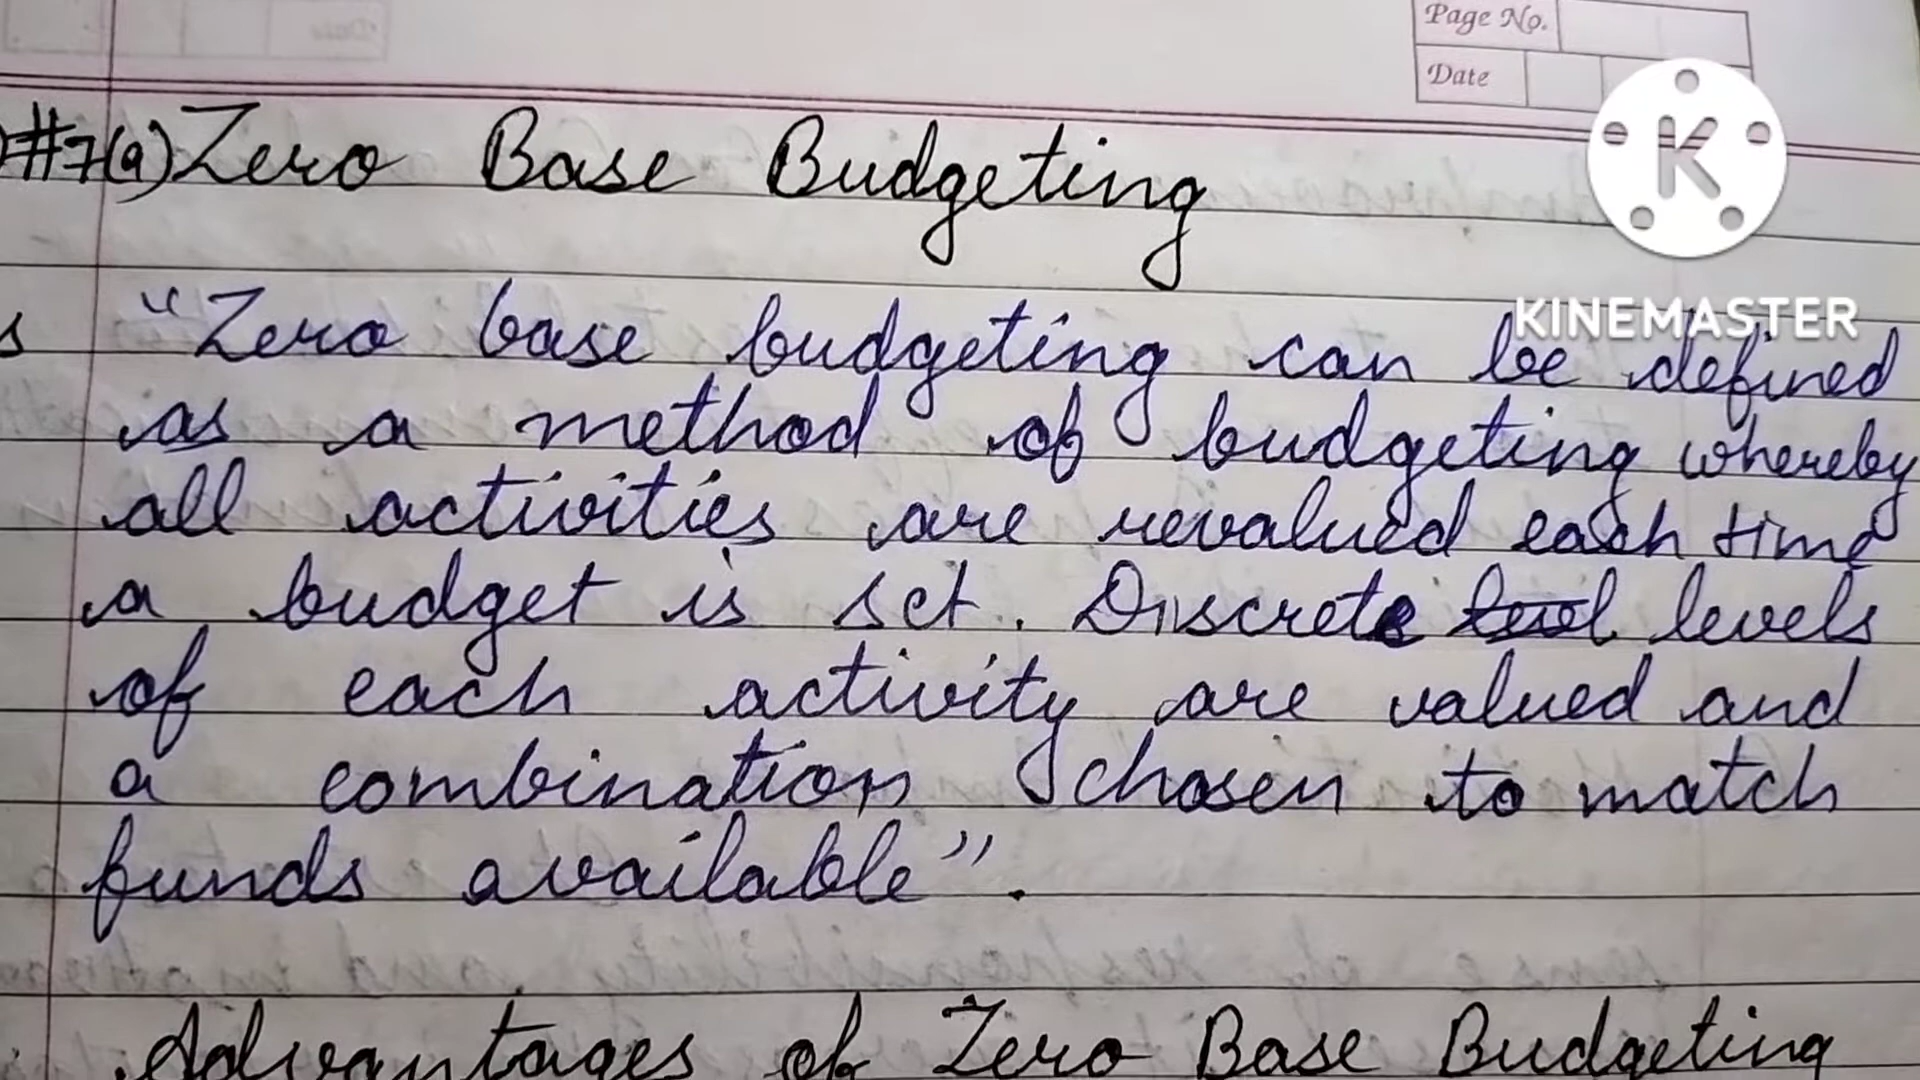 Page No.
Date
#7(a) Zero Base Budgeting
KINEMASTER
s "Zero base budgeting can be defined
as a method of budgeting whereby
all activities are revalued each time
a budget is set. Discrete levels
of each activity are valued and
a combination chosen to match
funds available".
Advantages of Zero Base Budgeting